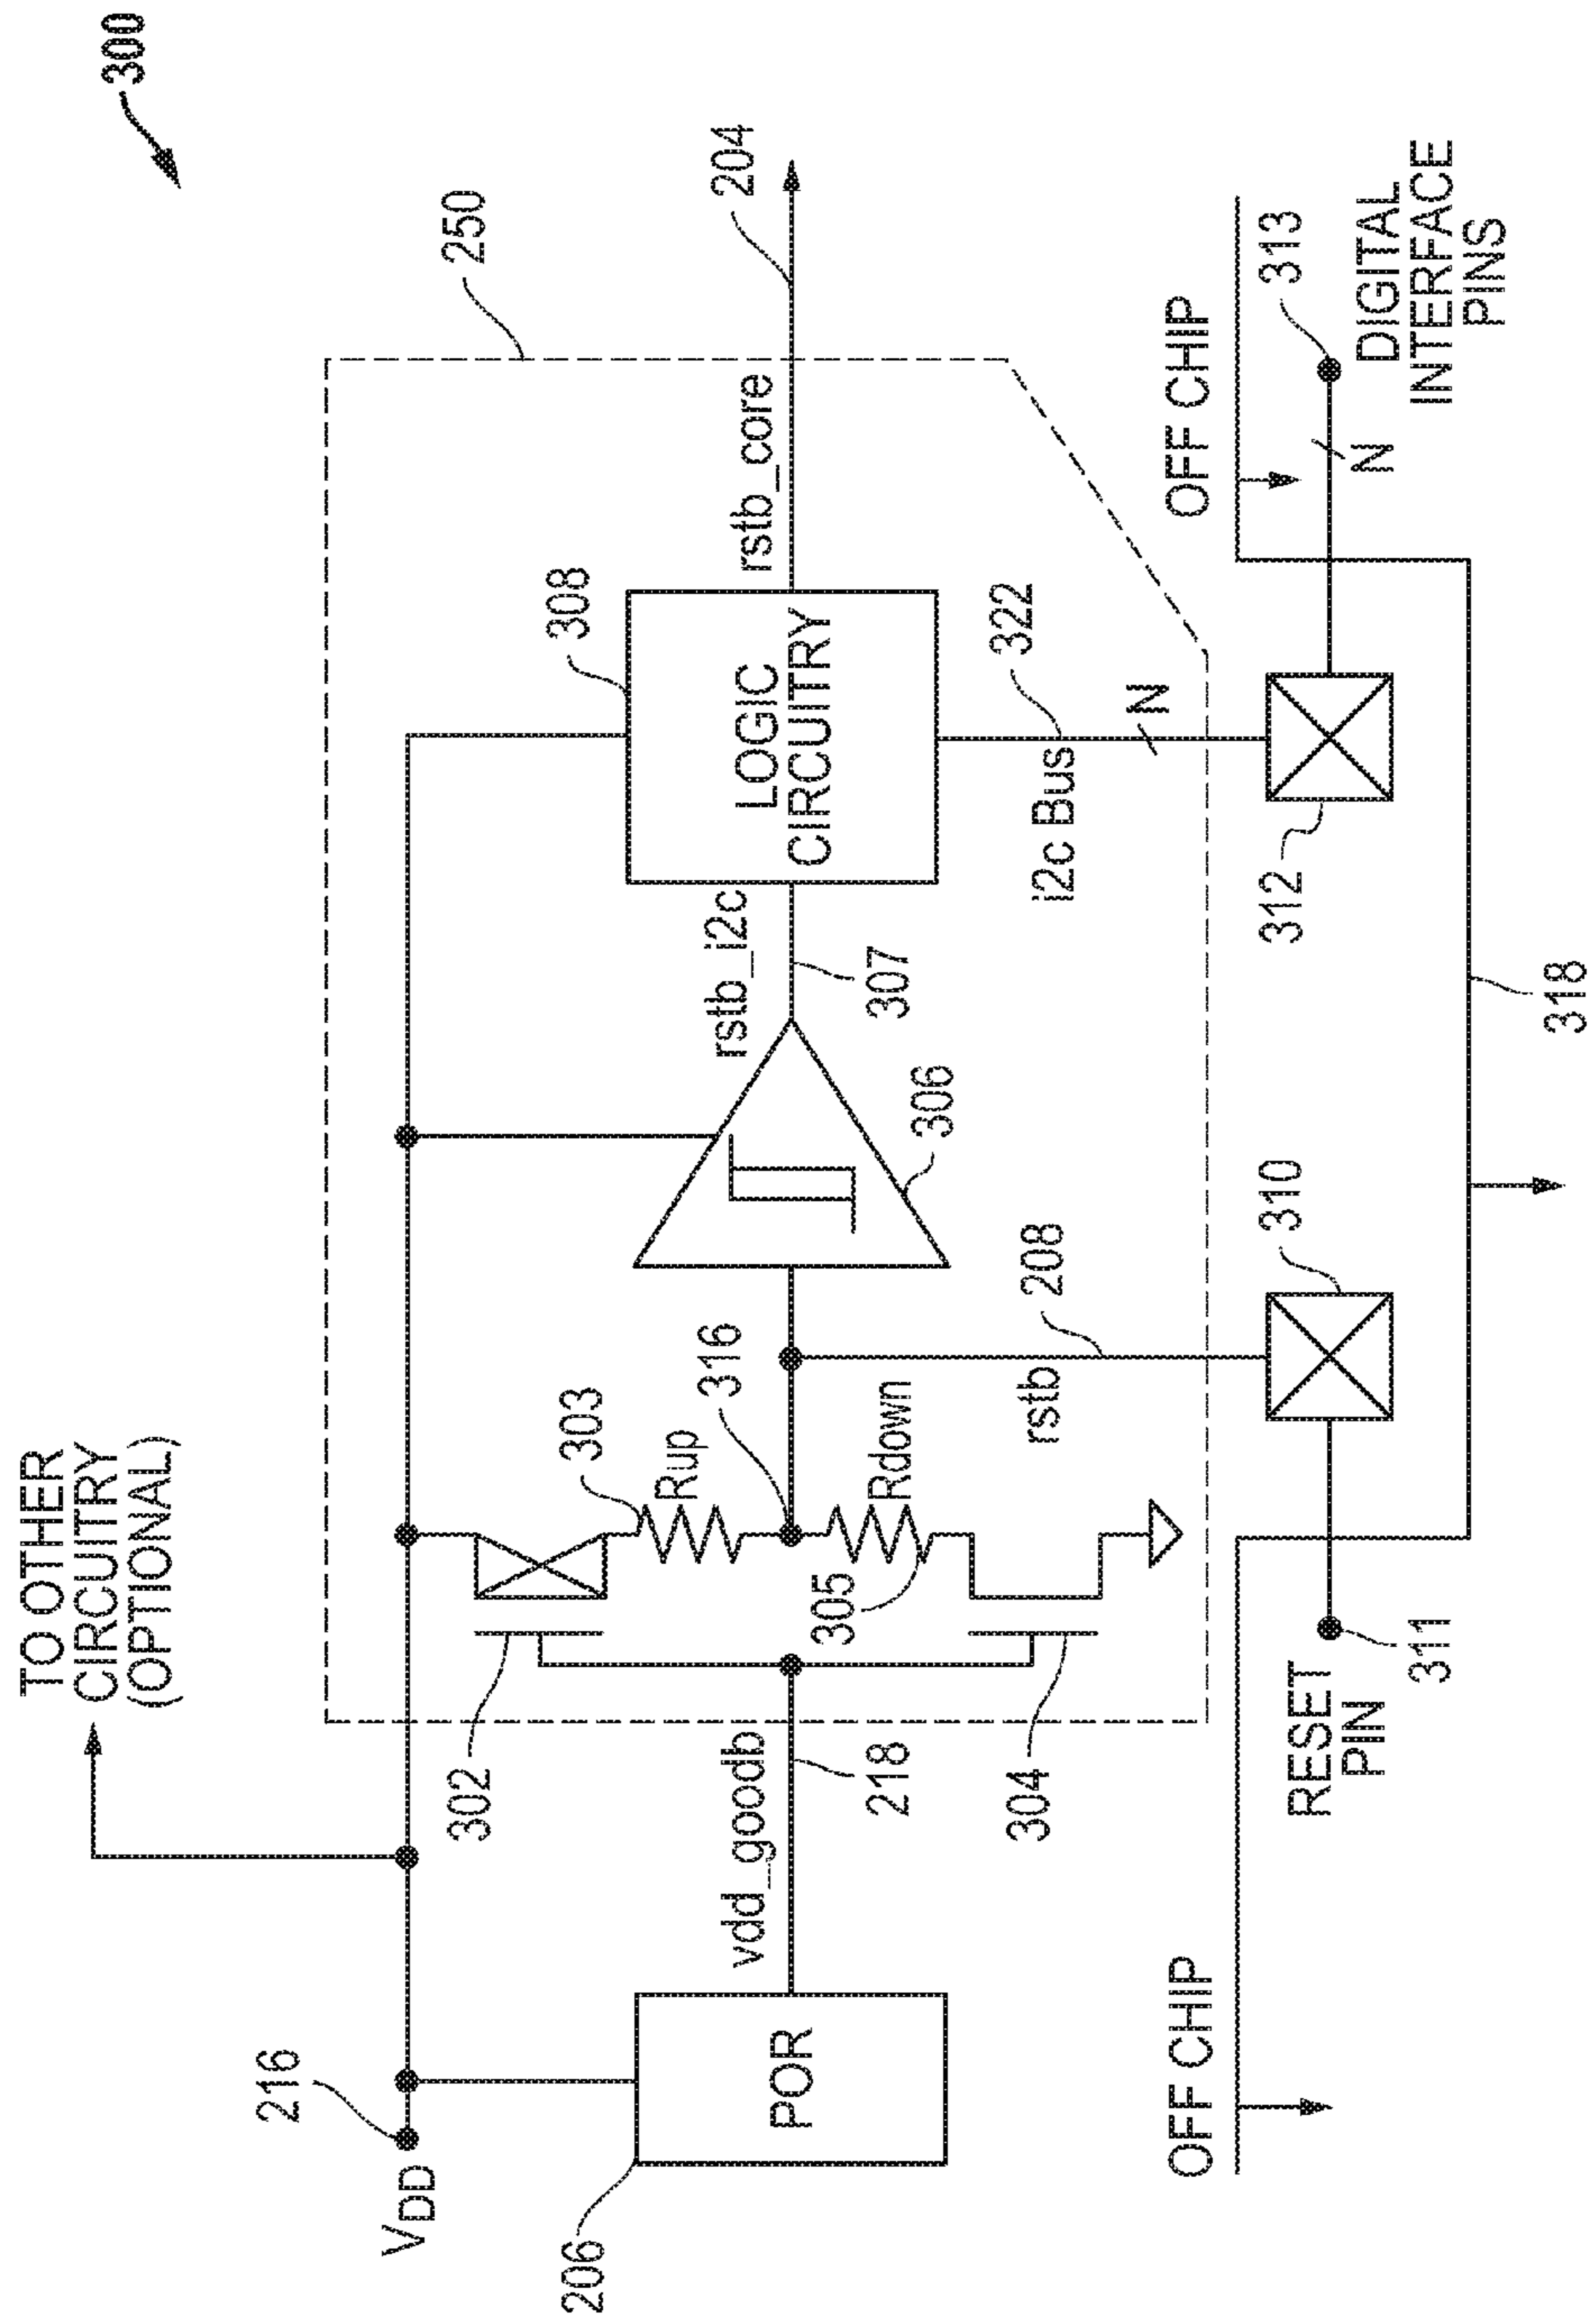 300
TO OTHER
CIRCUITRY
(OPTIONAL)
216
VDD
250
206
POR
vdd_goodb
218
302
303
Rup
316
305
Rdown
304
306
rstb_i2c
307
308
LOGIC
CIRCUITRY
rstb_core
204
rstb
208
i2c Bus
322
N
OFF CHIP
RESET
PIN
311
310
312
318
OFF CHIP
N
313
DIGITAL
INTERFACE
PINS